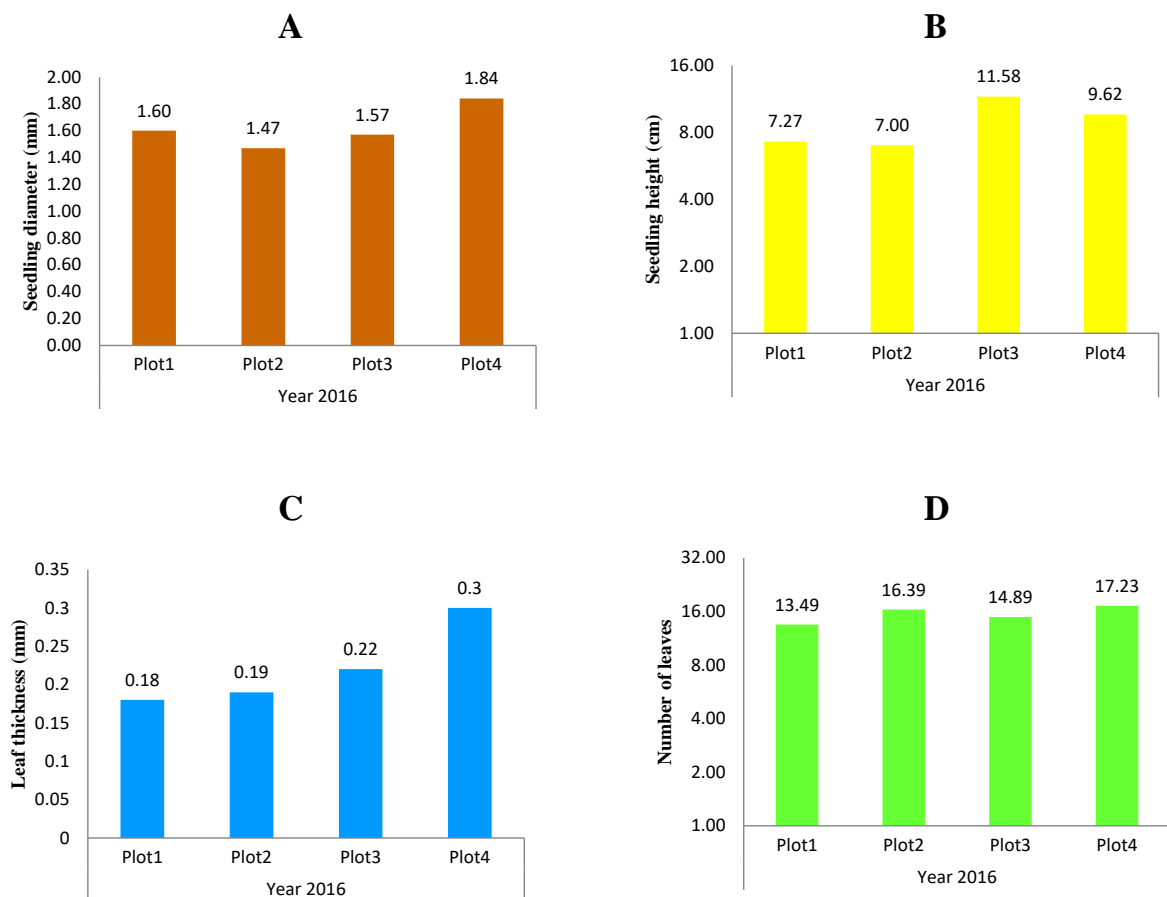 A
Seedling diameter (mm)
2.00
1.80
1.60
1.40
1.20
1.00
0.80
0.60
0.40
0.20
0.00
1.60
1.47
1.57
1.84
Plot1 Plot2 Plot3 Plot4
Year 2016
B
Seedling height (cm)
16.00
8.00
4.00
2.00
1.00
7.27
7.00
11.58
9.62
Plot1 Plot2 Plot3 Plot4
Year 2016
C
Leaf thickness (mm)
0.35
0.3
0.25
0.2
0.15
0.1
0.05
0
0.18
0.19
0.22
0.3
Plot1 Plot2 Plot3 Plot4
Year 2016
D
Number of leaves
32.00
16.00
8.00
4.00
2.00
1.00
13.49
16.39
14.89
17.23
Plot1 Plot2 Plot3 Plot4
Year 2016